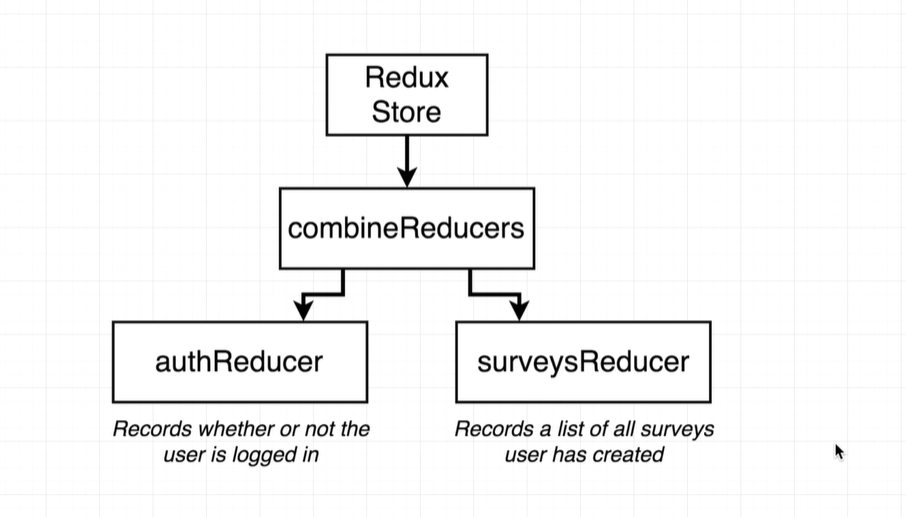 Redux
Store
combineReducers
authReducer
surveysReducer
Records whether or not the
user is logged in
Records a list of all surveys
user has created